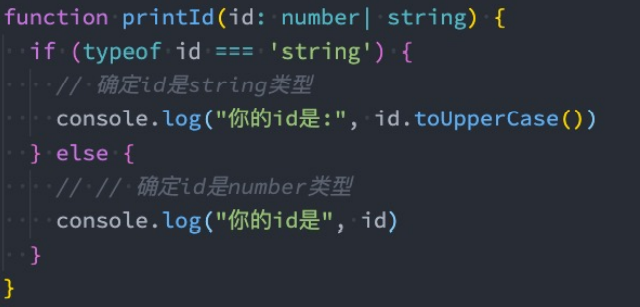 function printId(id: number| string) {
  if (typeof id === 'string') {
    // 确定id是string类型
    console.log("你的id是:", id.toUpperCase())
  } else {
    // // 确定id是number类型
    console.log("你的id是", id)
  }
}